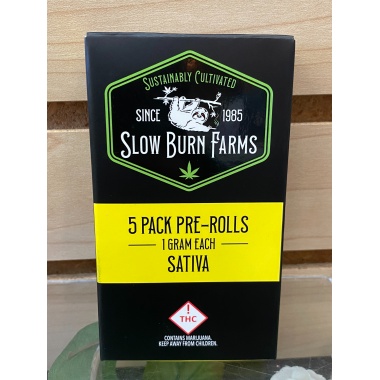 SUSTAINABLY CULTIVATED
SINCE 1985
SLOW BURN FARMS
5 PACK PRE-ROLLS
1 GRAM EACH
SATIVA
!
THC
CONTAINS MARIJUANA.
KEEP AWAY FROM CHILDREN.